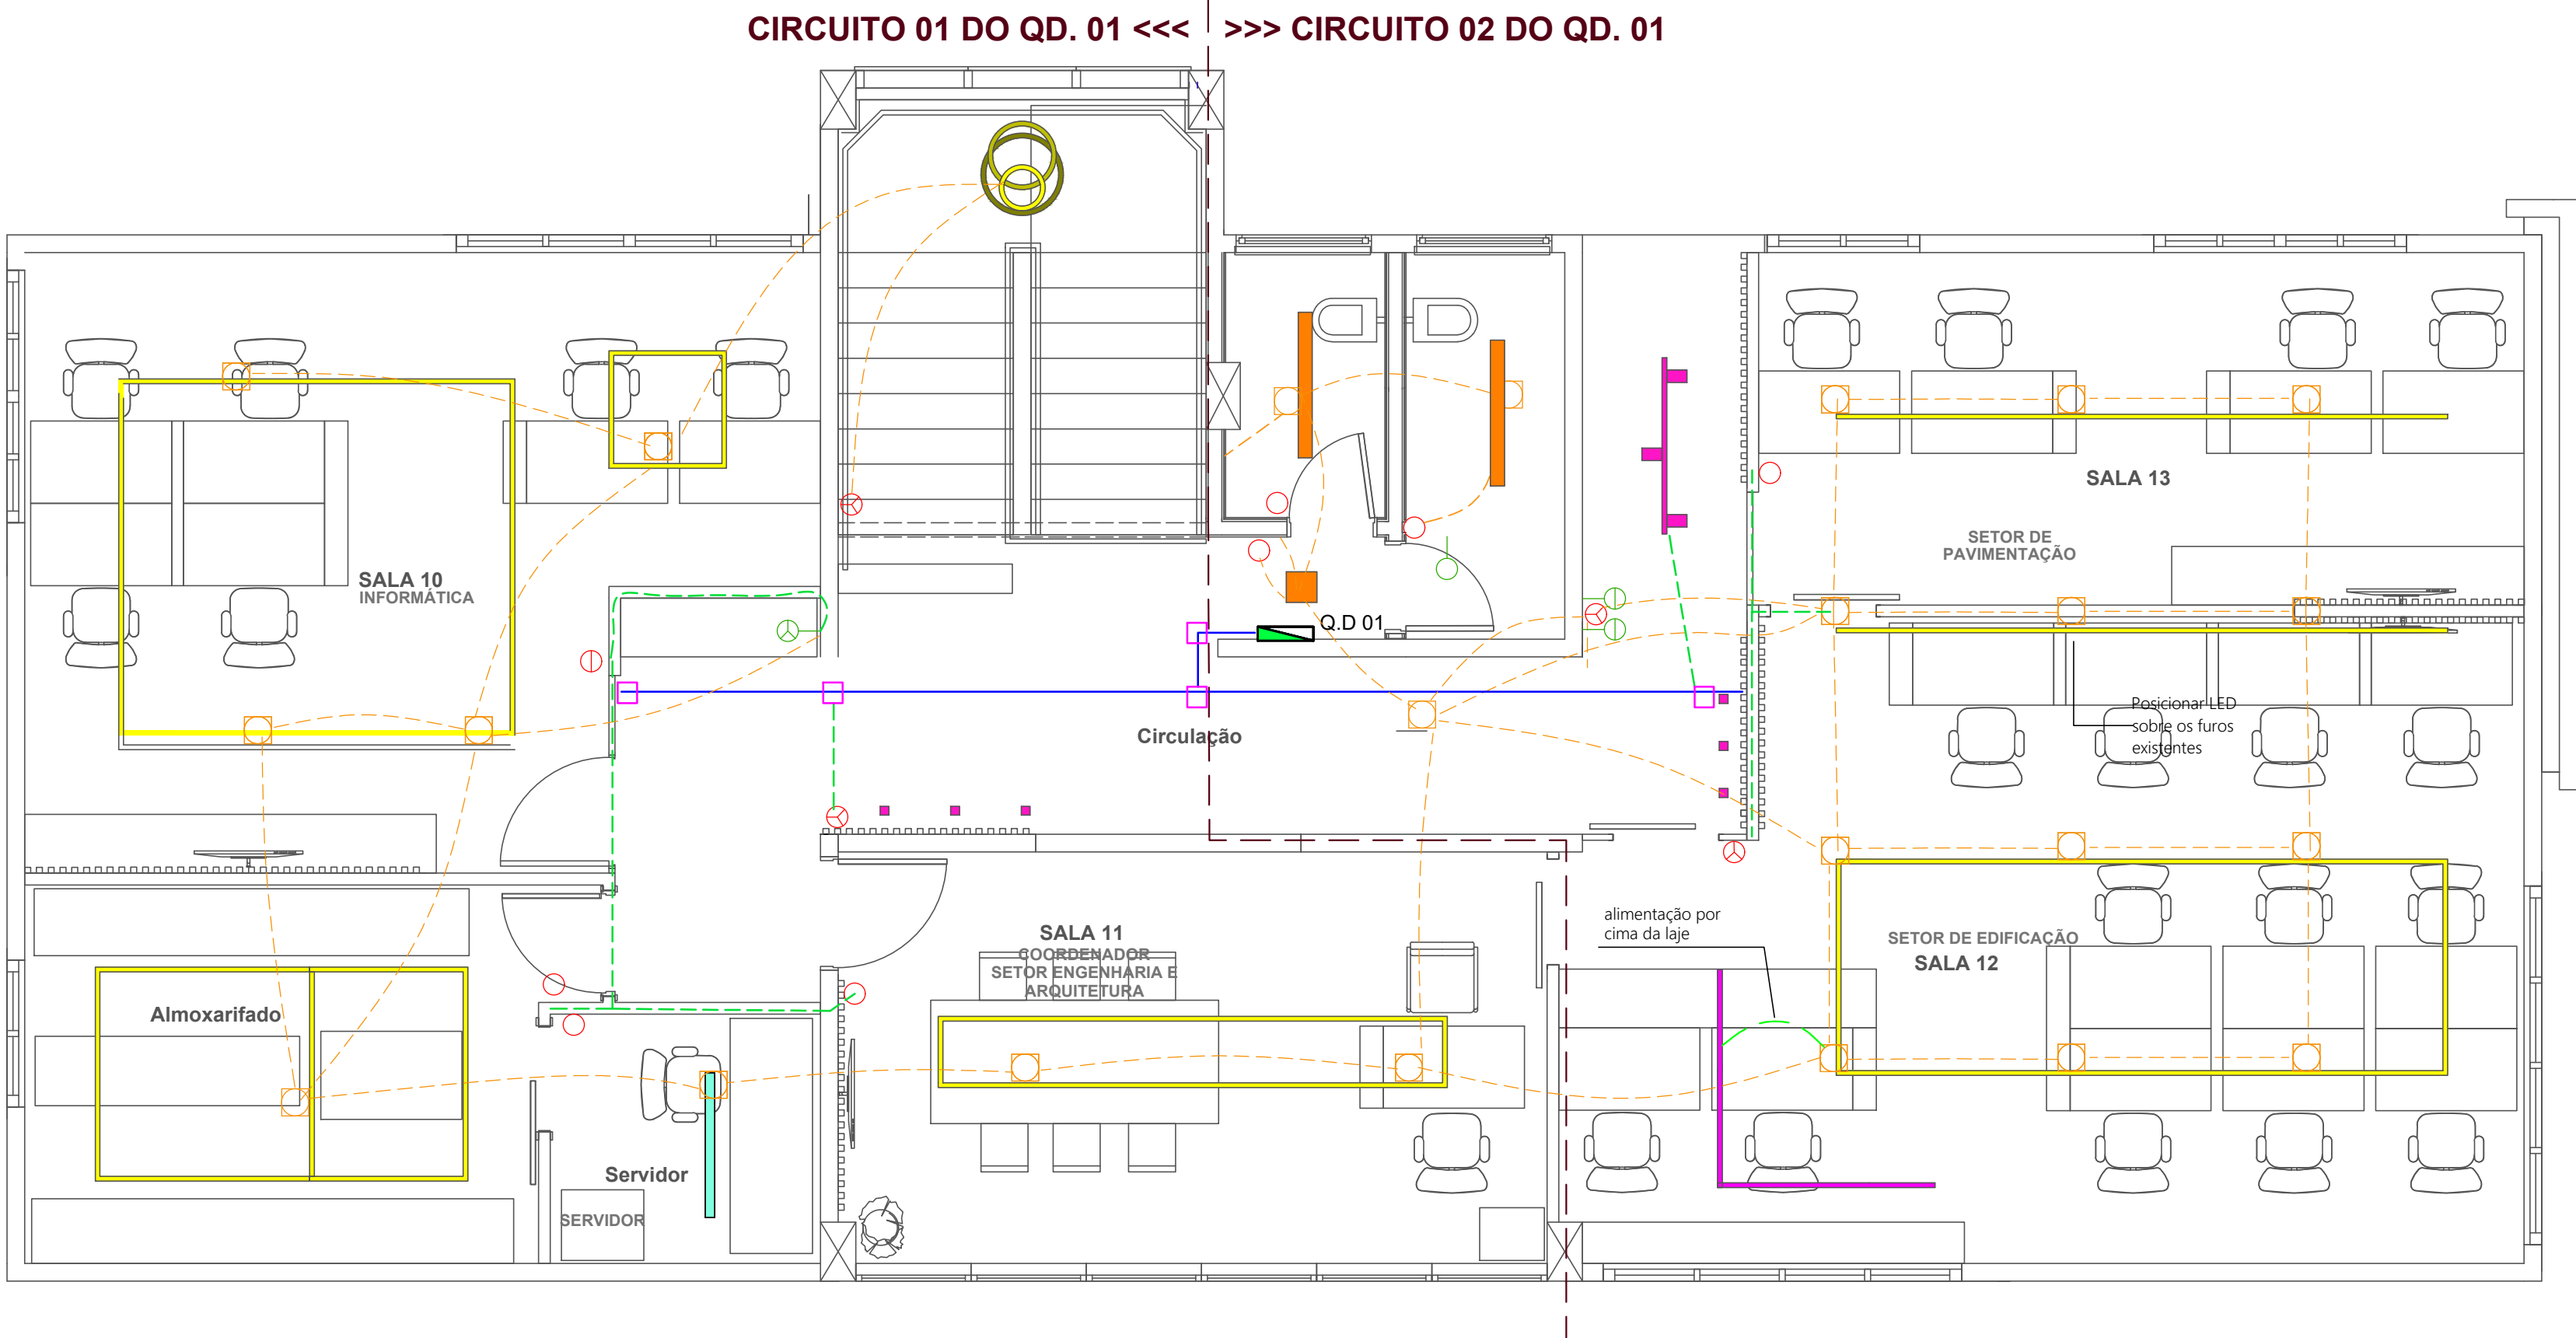 CIRCUITO 01 DO QD. 01 <<< >>> CIRCUITO 02 DO QD. 01
SALA 13
SETOR DE
PAVIMENTAÇÃO
SALA 10
INFORMÁTICA
Q.D 01
Posicionar LED
sobre os furos
existentes
Circulação
alimentação por
cima da laje
SALA 11
COORDENADOR
SETOR ENGENHARIA E
ARQUITETURA
SETOR DE EDIFICAÇÃO
SALA 12
Almoxarifado
Servidor
SERVIDOR